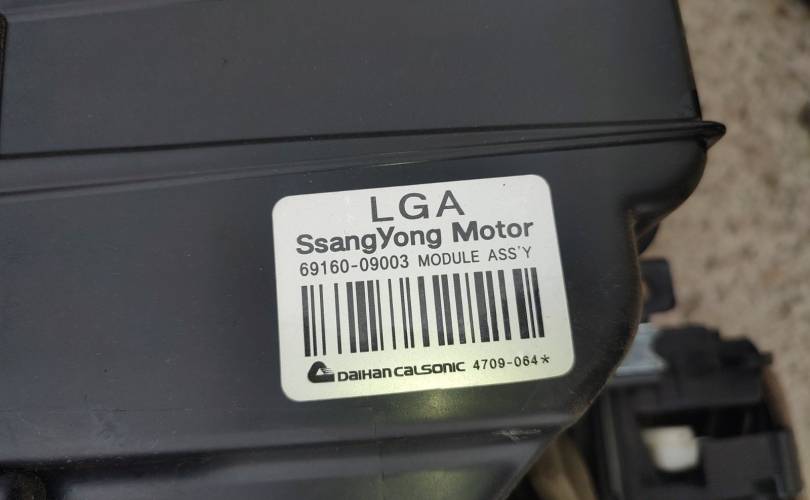 LGA
SsangYong Motor
69160-09003 MODULE ASS'Y
DAIHAN CALSONIC 4709-064*